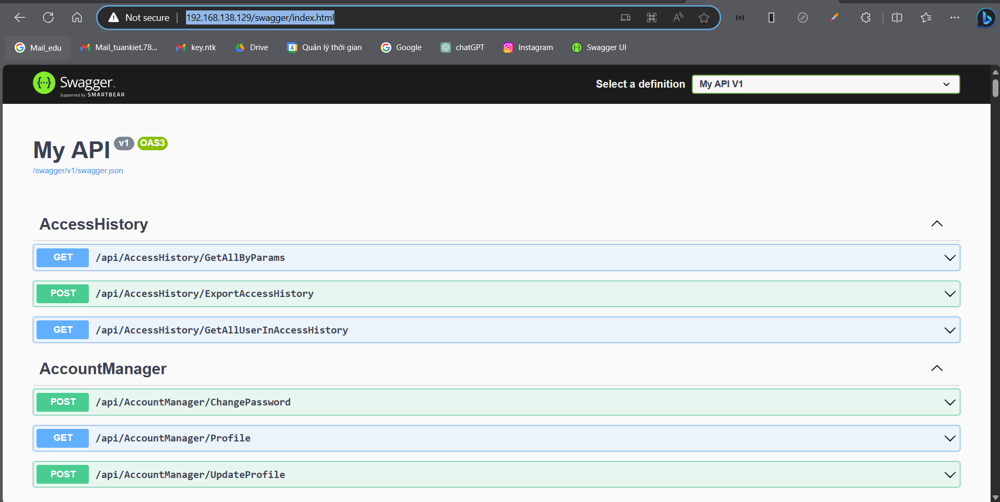 Not secure 192.168.138.129/swagger/index.html
Mail_edu Mail_tuankiet.78... key.ntk Drive 4 Quản lý thời gian Google chatGPT Instagram Swagger UI
Swagger
Supported by SMARTBEAR
Select a definition My API V1
My API v1 OAS3
/swagger/v1/swagger.json
AccessHistory
GET /api/AccessHistory/GetAllByParams
POST /api/AccessHistory/ExportAccessHistory
GET /api/AccessHistory/GetAllUserInAccessHistory
AccountManager
POST /api/AccountManager/ChangePassword
GET /api/AccountManager/Profile
POST /api/AccountManager/UpdateProfile